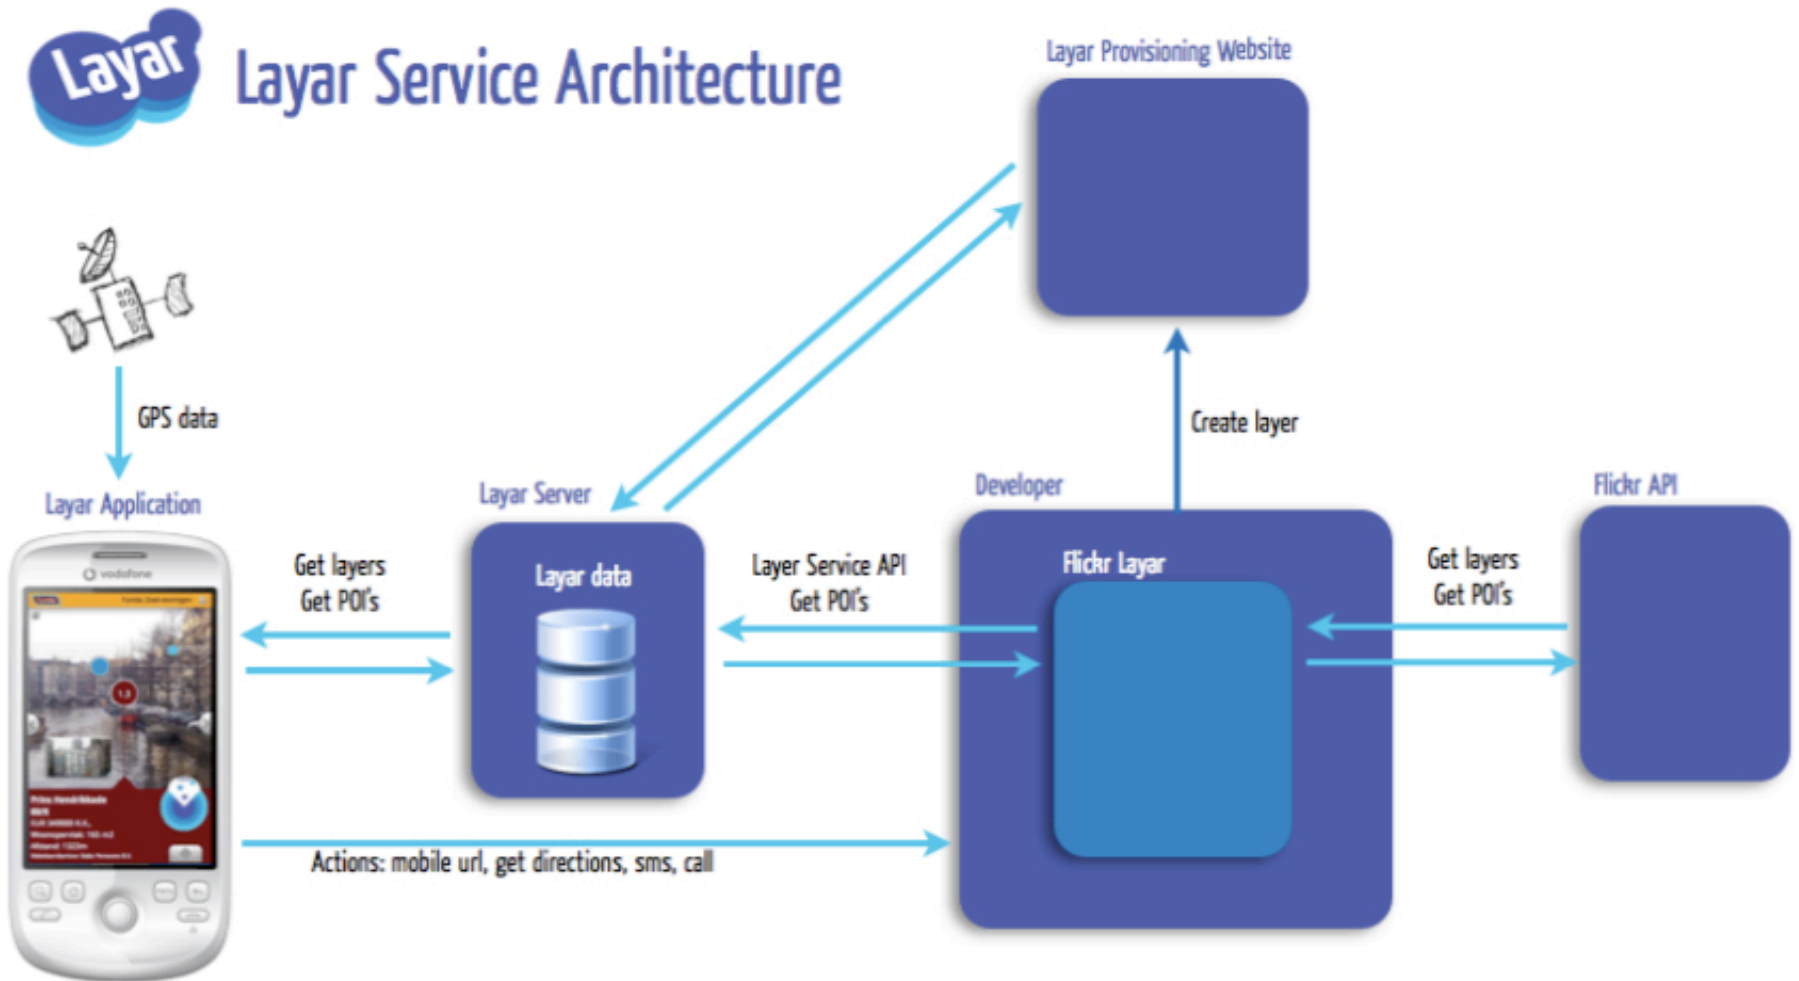 Layar
Layar Service Architecture
Layar Provisioning Website
GPS data
Create layer
Layar Application
Layar Server
Developer
Flickr API
vodafone
Get layers
Get POI's
Layar data
Layer Service API
Get POI's
Flickr Layar
Get layers
Get POI's
1.3
Actions: mobile url, get directions, sms, call